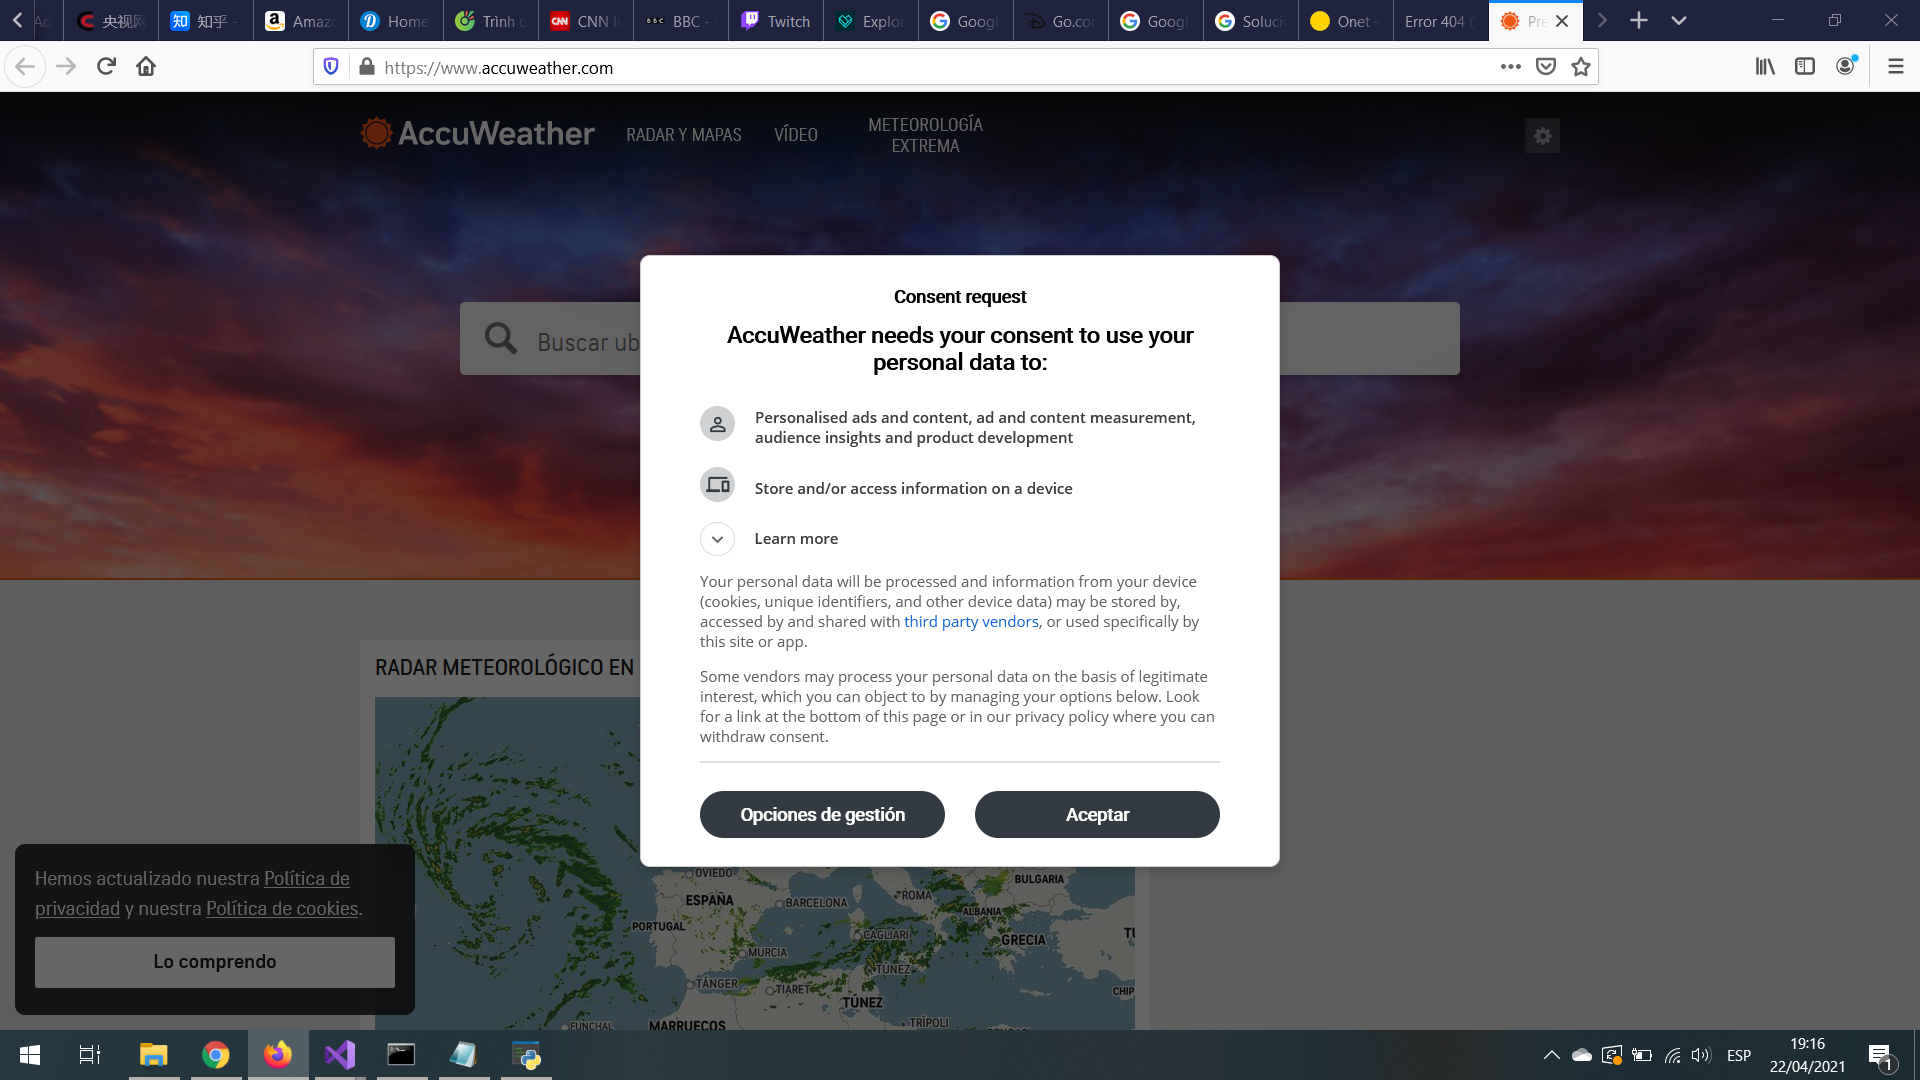 央视网
知乎 -
Amazo
Home
Trình d
CNN I
BBC -
Twitch
Explor
Googl
Go.co
Googl
Soluci
Onet –
Error 404 (
Pre
https://www.accuweather.com
AccuWeather
RADAR Y MAPAS
VÍDEO
METEOROLOGÍA
EXTREMA
Buscar ub
Consent request
AccuWeather needs your consent to use your
personal data to:
Personalised ads and content, ad and content measurement,
audience insights and product development
Store and/or access information on a device
Learn more
Your personal data will be processed and information from your device
(cookies, unique identifiers, and other device data) may be stored by,
accessed by and shared with third party vendors, or used specifically by
this site or app.
Some vendors may process your personal data on the basis of legitimate
interest, which you can object to by managing your options below. Look
for a link at the bottom of this page or in our privacy policy where you can
withdraw consent.
Opciones de gestión
Aceptar
RADAR METEOROLÓGICO EN
OVIEDO
ESPAÑA
BARCELONA
PORTUGAL
MURCIA
TÁNGER
TIARET
FUNCHAL
MARRUECOS
ROMA
CAGLIARI
TÚNEZ
TÚNEZ
TRÍPOLI
BULGARIA
ALBANIA
GRECIA
TU
CHIP
Hemos actualizado nuestra Política de
privacidad y nuestra Política de cookies.
Lo comprendo
ESP
19:16
22/04/2021
1